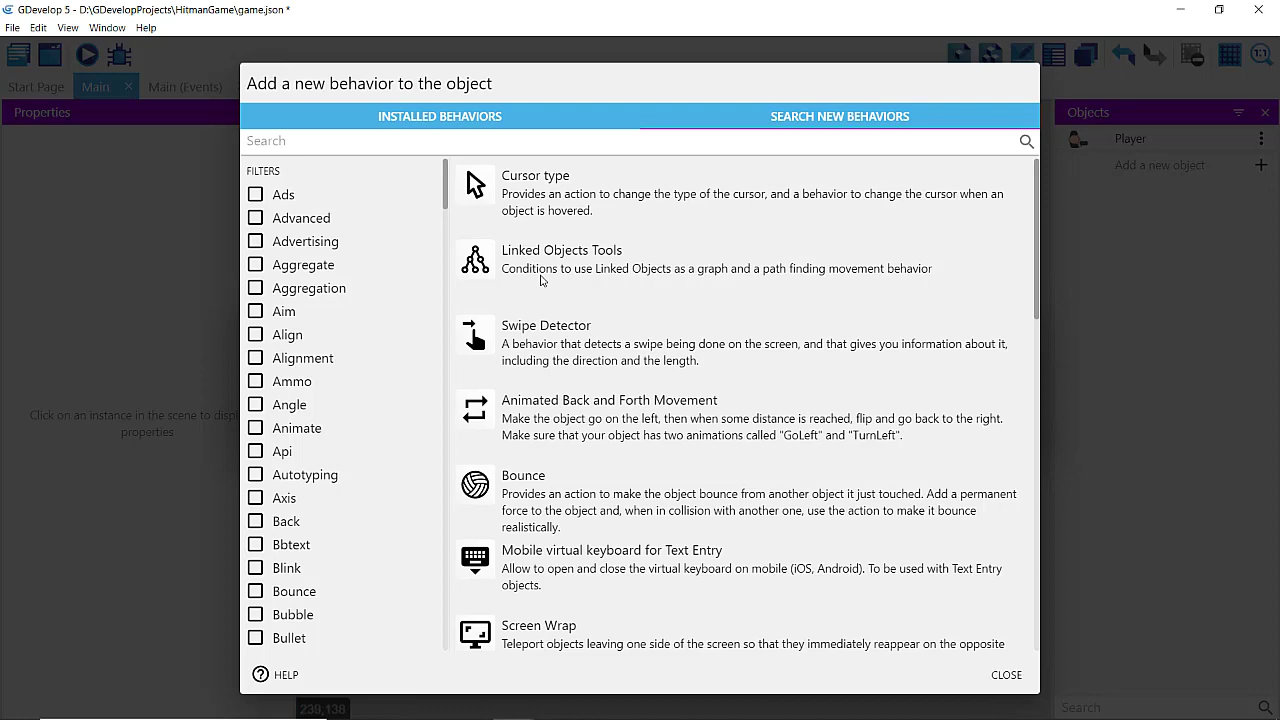 GDevelop 5 - D:\GDevelopProjects\HitmanGame\game.json *
File Edit View Window Help
Start Page Main Main (Events)
Properties
Click on an instance in the scene to displ
properties
Objects
Player
Add a new object
Search
Add a new behavior to the object
INSTALLED BEHAVIORS SEARCH NEW BEHAVIORS
Search
FILTERS
Ads
Advanced
Advertising
Aggregate
Aggregation
Aim
Align
Alignment
Ammo
Angle
Animate
Api
Autotyping
Axis
Back
Bbtext
Blink
Bounce
Bubble
Bullet
Cursor type
Provides an action to change the type of the cursor, and a behavior to change the cursor when an
object is hovered.
Linked Objects Tools
Conditions to use Linked Objects as a graph and a path finding movement behavior
Swipe Detector
A behavior that detects a swipe being done on the screen, and that gives you information about it,
including the direction and the length.
Animated Back and Forth Movement
Make the object go on the left, then when some distance is reached, flip and go back to the right.
Make sure that your object has two animations called "GoLeft" and "TurnLeft".
Bounce
Provides an action to make the object bounce from another object it just touched. Add a permanent
force to the object and, when in collision with another one, use the action to make it bounce
realistically.
Mobile virtual keyboard for Text Entry
Allow to open and close the virtual keyboard on mobile (iOS, Android). To be used with Text Entry
objects.
Screen Wrap
Teleport objects leaving one side of the screen so that they immediately reappear on the opposite
HELP CLOSE
239,138